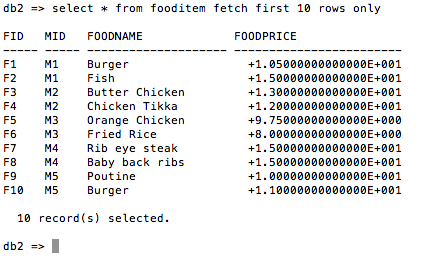 db2 => select * from fooditem fetch first 10 rows only
FID   MID   FOODNAME             FOODPRICE
----- ----- -------------------- ------------------------
F1    M1    Burger                 +1.05000000000000E+001
F2    M1    Fish                   +1.50000000000000E+001
F3    M2    Butter Chicken         +1.30000000000000E+001
F4    M2    Chicken Tikka          +1.20000000000000E+001
F5    M3    Orange Chicken         +9.75000000000000E+000
F6    M3    Fried Rice             +8.00000000000000E+000
F7    M4    Rib eye steak          +1.50000000000000E+001
F8    M4    Baby back ribs         +1.50000000000000E+001
F9    M5    Poutine                +1.00000000000000E+001
F10   M5    Burger                 +1.10000000000000E+001
10 record(s) selected.
db2 =>